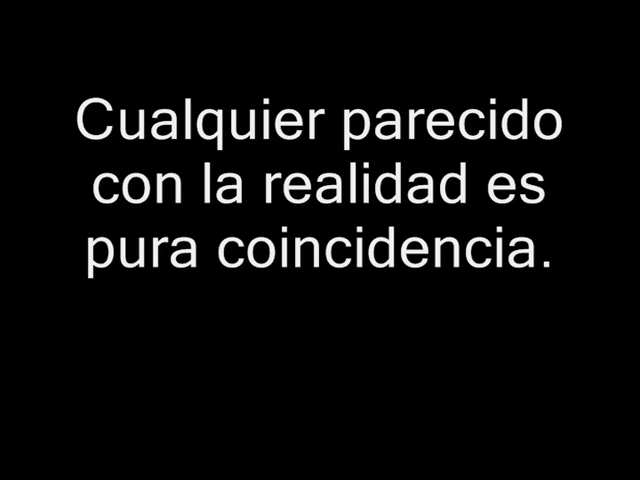 Cualquier parecido
con la realidad es
pura coincidencia.